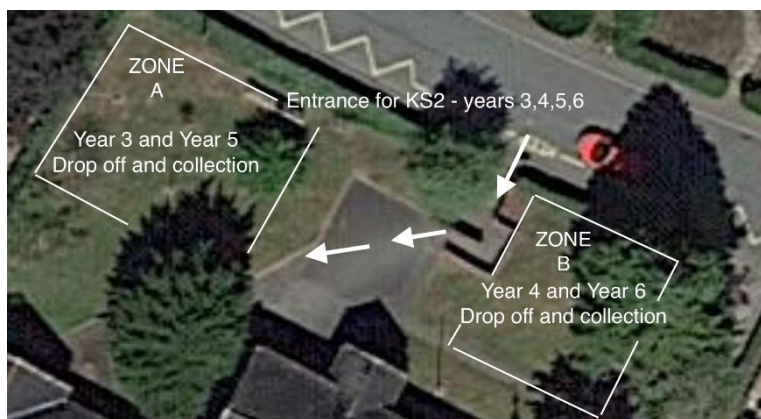 ZONE
A
Entrance for KS2 - years 3,4,5,6
Year 3 and Year 5
Drop off and collection
ZONE
B
Year 4 and Year 6
Drop off and collection